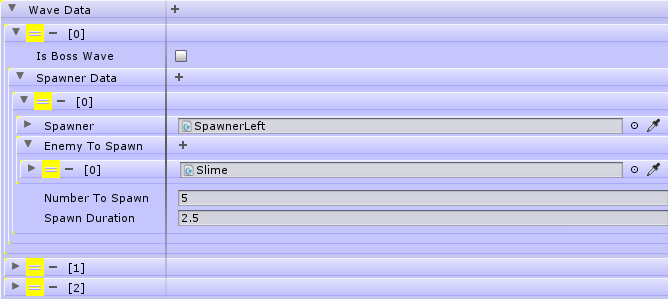 Wave Data
[0]
Is Boss Wave
Spawner Data
[0]
Spawner SpawnerLeft
Enemy To Spawn
[0] Slime
Number To Spawn 5
Spawn Duration 2.5
[1]
[2]